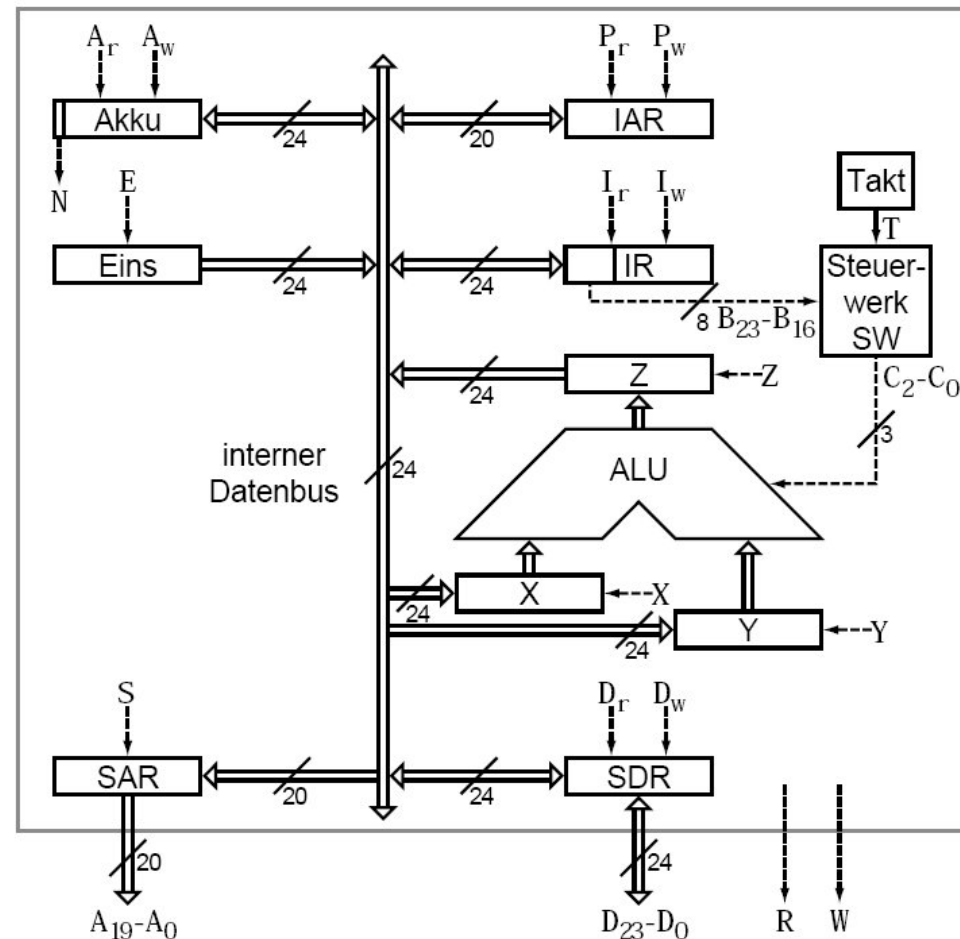 A_r A_w P_r P_w
Akku 24 20 IAR
N E I_r I_w Takt
T
Eins 24 24 IR Steuer-
werk
SW
8 B_23-B_16
24 Z Z C_2-C_0
3
interner
Datenbus
24 ALU
24 X X
24 Y Y
S D_r D_w
SAR 20 24 SDR
20 24
A_19-A_0 D_23-D_0 R W